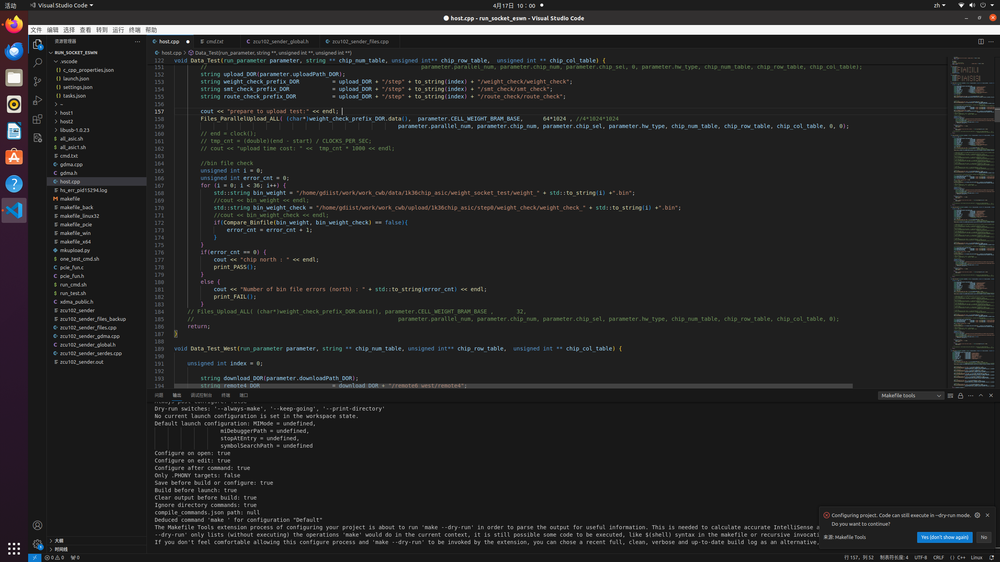 活动
Visual Studio Code
4月17日 10：00
zh
host.cpp - run_socket_eswn - Visual Studio Code
文件 编辑 选择 查看 转到 运行 终端 帮助
资源管理器
RUN_SOCKET_ESWN
.vscode
c_cpp_properties.json
launch.json
settings.json
tasks.json
~
host1
host2
libusb-1.0.23
all_asic.sh
all_asic1.sh
cmd.txt
gdma.cpp
gdma.h
host.cpp
hs_err_pid15294.log
makefile
makefile_back
makefile_linux32
makefile_pcie
makefile_win
makefile_x64
mkupload.py
one_test_cmd.sh
pcie_fun.c
pcie_fun.h
run_cmd.sh
run_test.sh
xdma_public.h
zcu102_sender
zcu102_sender_files_backup
zcu102_sender_files.cpp
zcu102_sender_gdma.cpp
zcu102_sender_global.h
zcu102_sender_serdes.cpp
zcu102_sender.out
大纲
时间线
host.cpp cmd.txt zcu102_sender_global.h zcu102_sender_files.cpp
host.cpp > Data_Test(run_parameter, string **, unsigned int **, unsigned int **)
122 void Data_Test(run_parameter parameter, string ** chip_num_table, unsigned int** chip_row_table,  unsigned int ** chip_col_table) {
151 // parameter.parallel_num, parameter.chip_num, parameter.chip_sel, 0, parameter.hw_type, chip_num_table, chip_row_table, chip_col_table);
152 string upload_DOR(parameter.uploadPath_DOR);
153 string weight_check_prefix_DOR = upload_DOR + "/step" + to_string(index) + "/weight_check/weight_check";
154 string smt_check_prefix_DOR = upload_DOR + "/step" + to_string(index) + "/smt_check/smt_check";
155 string route_check_prefix_DOR = upload_DOR + "/step" + to_string(index) + "/route_check/route_check";
156
157 cout << "prepare to upload test:" << endl;
158 Files_ParallelUpload_ALL( (char*)weight_check_prefix_DOR.data(),  parameter.CELL_WEIGHT_BRAM_BASE, 64*1024 , //4*1024*1024
159 parameter.parallel_num, parameter.chip_num, parameter.chip_sel, parameter.hw_type, chip_num_table, chip_row_table, chip_col_table, 0, 0);
160 // end = clock();
161 // tmp_cnt = (double)(end - start) / CLOCKS_PER_SEC;
162 // cout << "upload time cost: " <<  tmp_cnt * 1000 << endl;
163
164 //bin file check
165 unsigned int i = 0;
166 unsigned int error_cnt = 0;
167 for (i = 0; i < 36; i++) {
168 std::string bin_weight = "/home/gdiist/work/work_cwb/data/1k36chip_asic/weight_socket_test/weight_" + std::to_string(i) +".bin";
169 //cout << bin_weight << endl;
170 std::string bin_weight_check = "/home/gdiist/work/work_cwb/upload/1k36chip_asic/step0/weight_check/weight_check_" + std::to_string(i) +".bin";
171 //cout << bin_weight_check << endl;
172 if(Compare_Binfile(bin_weight, bin_weight_check) == false){
173 error_cnt = error_cnt + 1;
174 }
175 }
176 if(error_cnt == 0) {
177 cout << "chip north : " << endl;
178 print_PASS();
179 }
180 else {
181 cout << "Number of bin file errors (north) : " + std::to_string(error_cnt) << endl;
182 print_FAIL();
183 }
184 // Files_Upload_ALL( (char*)weight_check_prefix_DOR.data(), parameter.CELL_WEIGHT_BRAM_BASE , 32,
185 // parameter.parallel_num, parameter.chip_num, parameter.chip_sel, parameter.hw_type, chip_num_table, chip_row_table, chip_col_table, 0);
186 return;
187 }
188
189 void Data_Test_West(run_parameter parameter, string ** chip_num_table, unsigned int** chip_row_table,  unsigned int ** chip_col_table) {
190
191 unsigned int index = 0;
192
193 string download_DOR(parameter.downloadPath_DOR);
194 string remote4_DOR = download_DOR + "/remote6_west/remote4";
问题 输出 调试控制台 终端 端口
Makefile tools
Always post-configure: false
Dry-run switches: '--always-make', '--keep-going', '--print-directory'
No current launch configuration is set in the workspace state.
Default launch configuration: MIMode = undefined,
miDebuggerPath = undefined,
stopAtEntry = undefined,
symbolSearchPath = undefined
Configure on open: true
Configure on edit: true
Configure after command: true
Only .PHONY targets: false
Save before build or configure: true
Build before launch: true
Clear output before build: true
Ignore directory commands: true
compile_commands.json path: null
Deduced command 'make ' for configuration "Default"
The Makefile Tools extension process of configuring your project is about to run 'make --dry-run' in order to parse the output for useful information. This is needed to calculate accurate IntelliSense a
--dry-run' only lists (without executing) the operations 'make' would do in the current context, it is still possible some code to be executed, like $(shell) syntax in the makefile or recursive invocati
If you don't feel comfortable allowing this configure process and 'make --dry-run' to be invoked by the extension, you can chose a recent full, clean, verbose and up-to-date build log as an alternative,
Configuring project. Code can still execute in --dry-run mode.
Do you want to continue?
来源: Makefile Tools
Yes (don't show again)
No
0 0 0
行 157，列 52 制表符长度: 4 UTF-8 CRLF {} C++ Linux